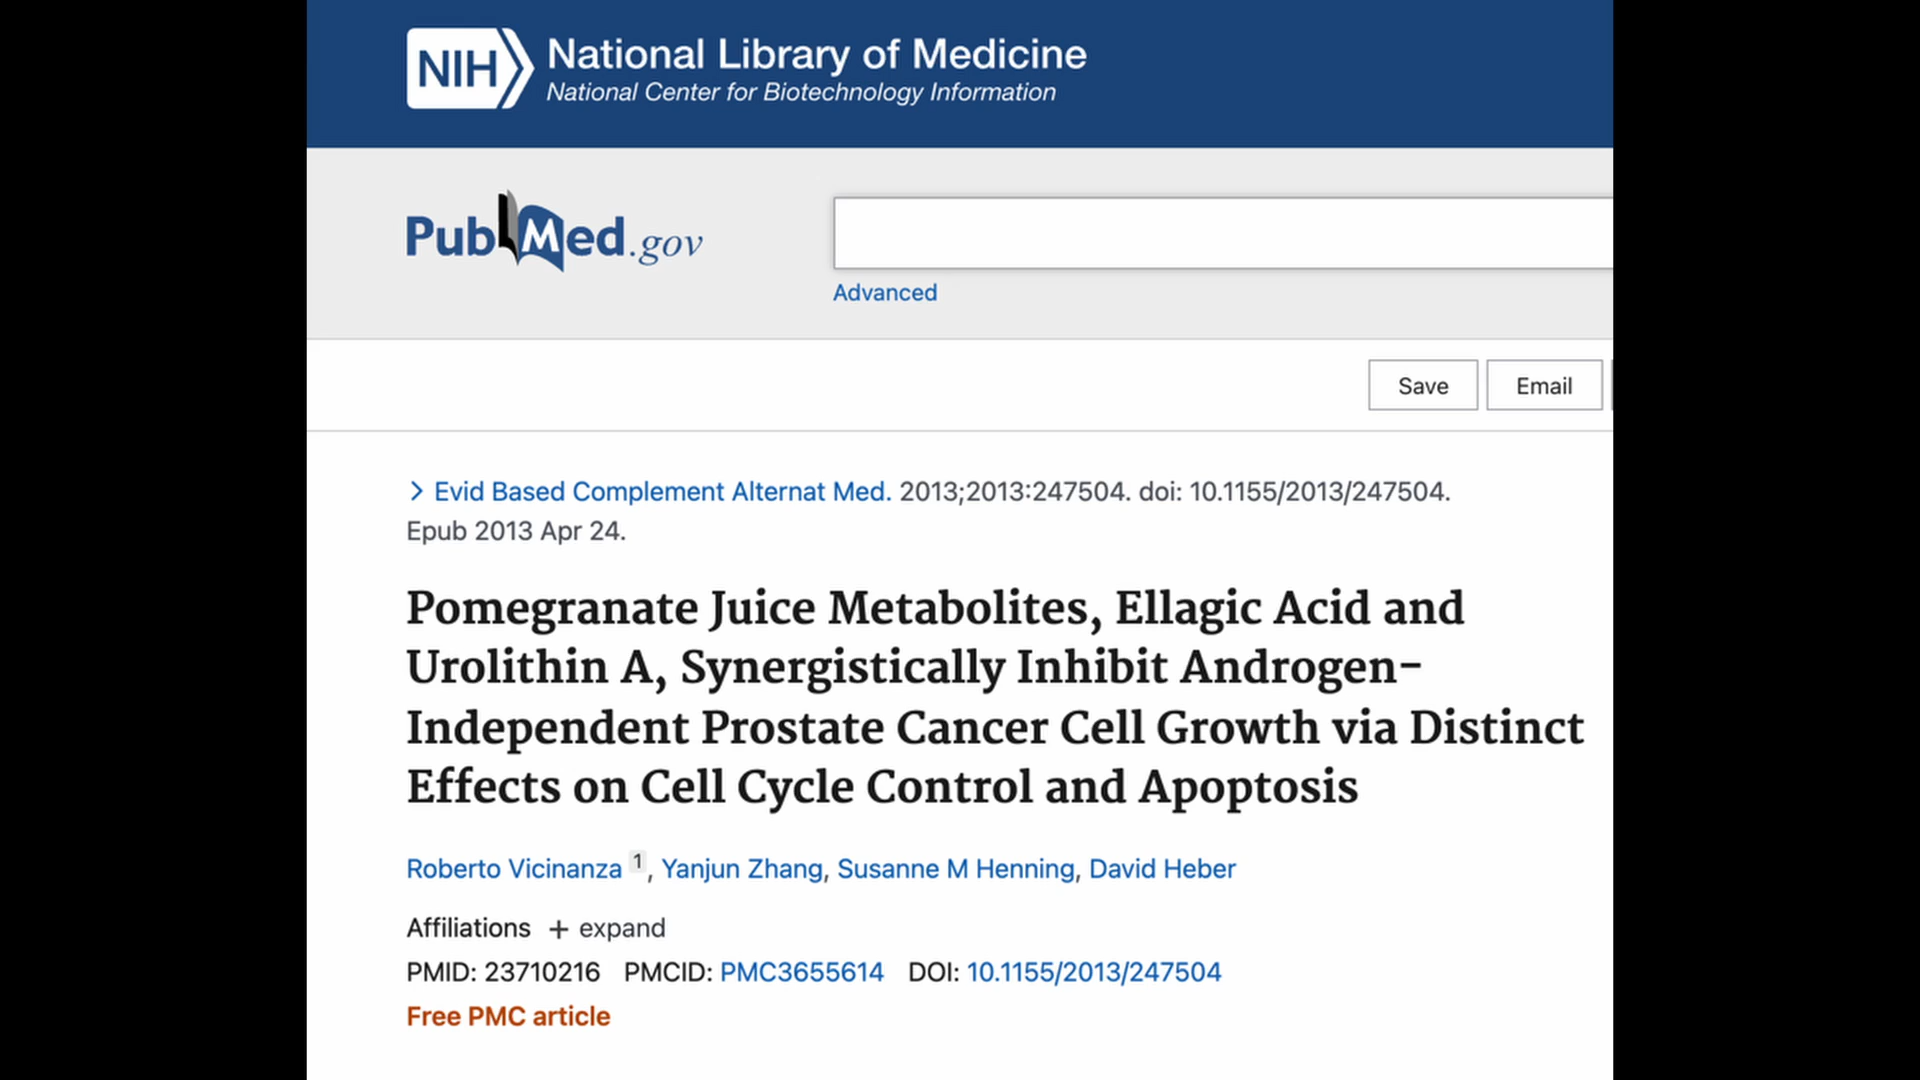 NIH National Library of Medicine
National Center for Biotechnology Information
PubMed.gov
Advanced
Save Email
> Evid Based Complement Alternat Med. 2013;2013:247504. doi: 10.1155/2013/247504.
Epub 2013 Apr 24.
Pomegranate Juice Metabolites, Ellagic Acid and
Urolithin A, Synergistically Inhibit Androgen-
Independent Prostate Cancer Cell Growth via Distinct
Effects on Cell Cycle Control and Apoptosis
Roberto Vicinanza 1, Yanjun Zhang, Susanne M Henning, David Heber
Affiliations + expand
PMID: 23710216 PMCID: PMC3655614 DOI: 10.1155/2013/247504
Free PMC article